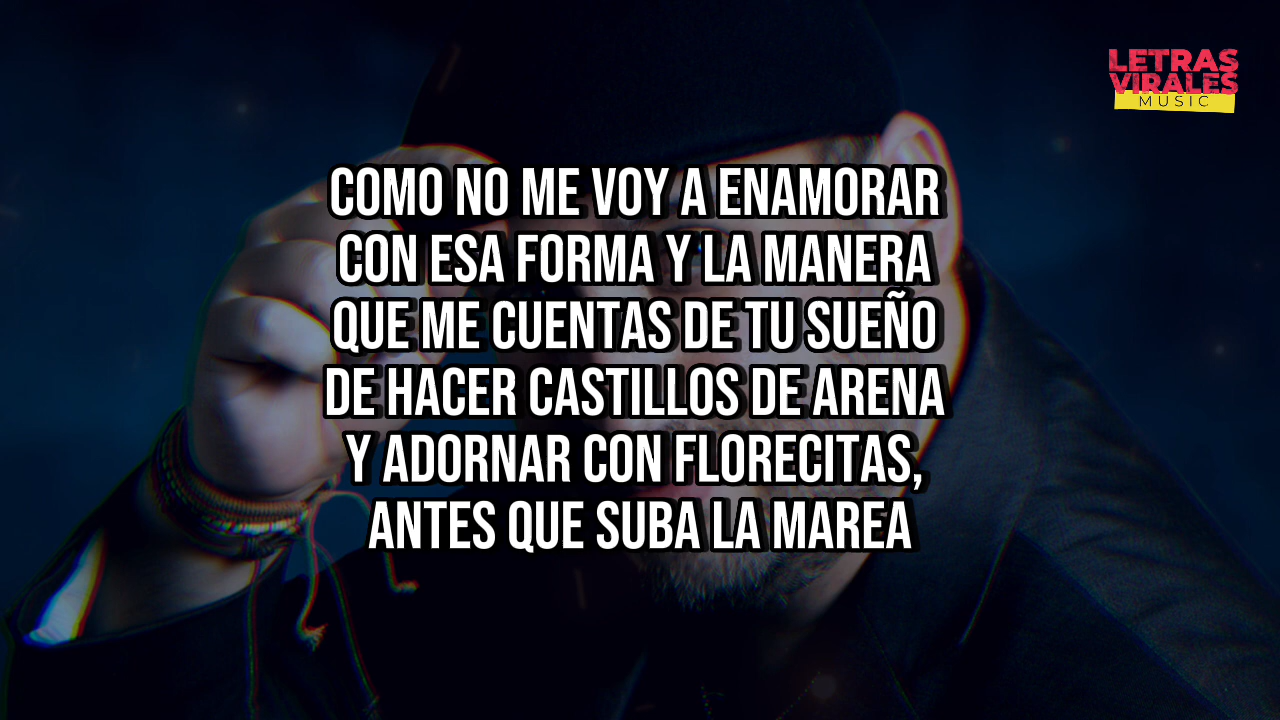 LETRAS
VIRALES
MUSIC
COMO NO ME VOY A ENAMORAR
CON ESA FORMA Y LA MANERA
QUE ME CUENTAS DE TU SUEÑO
DE HACER CASTILLOS DE ARENA
Y ADORNAR CON FLORECITAS,
ANTES QUE SUBA LA MAREA